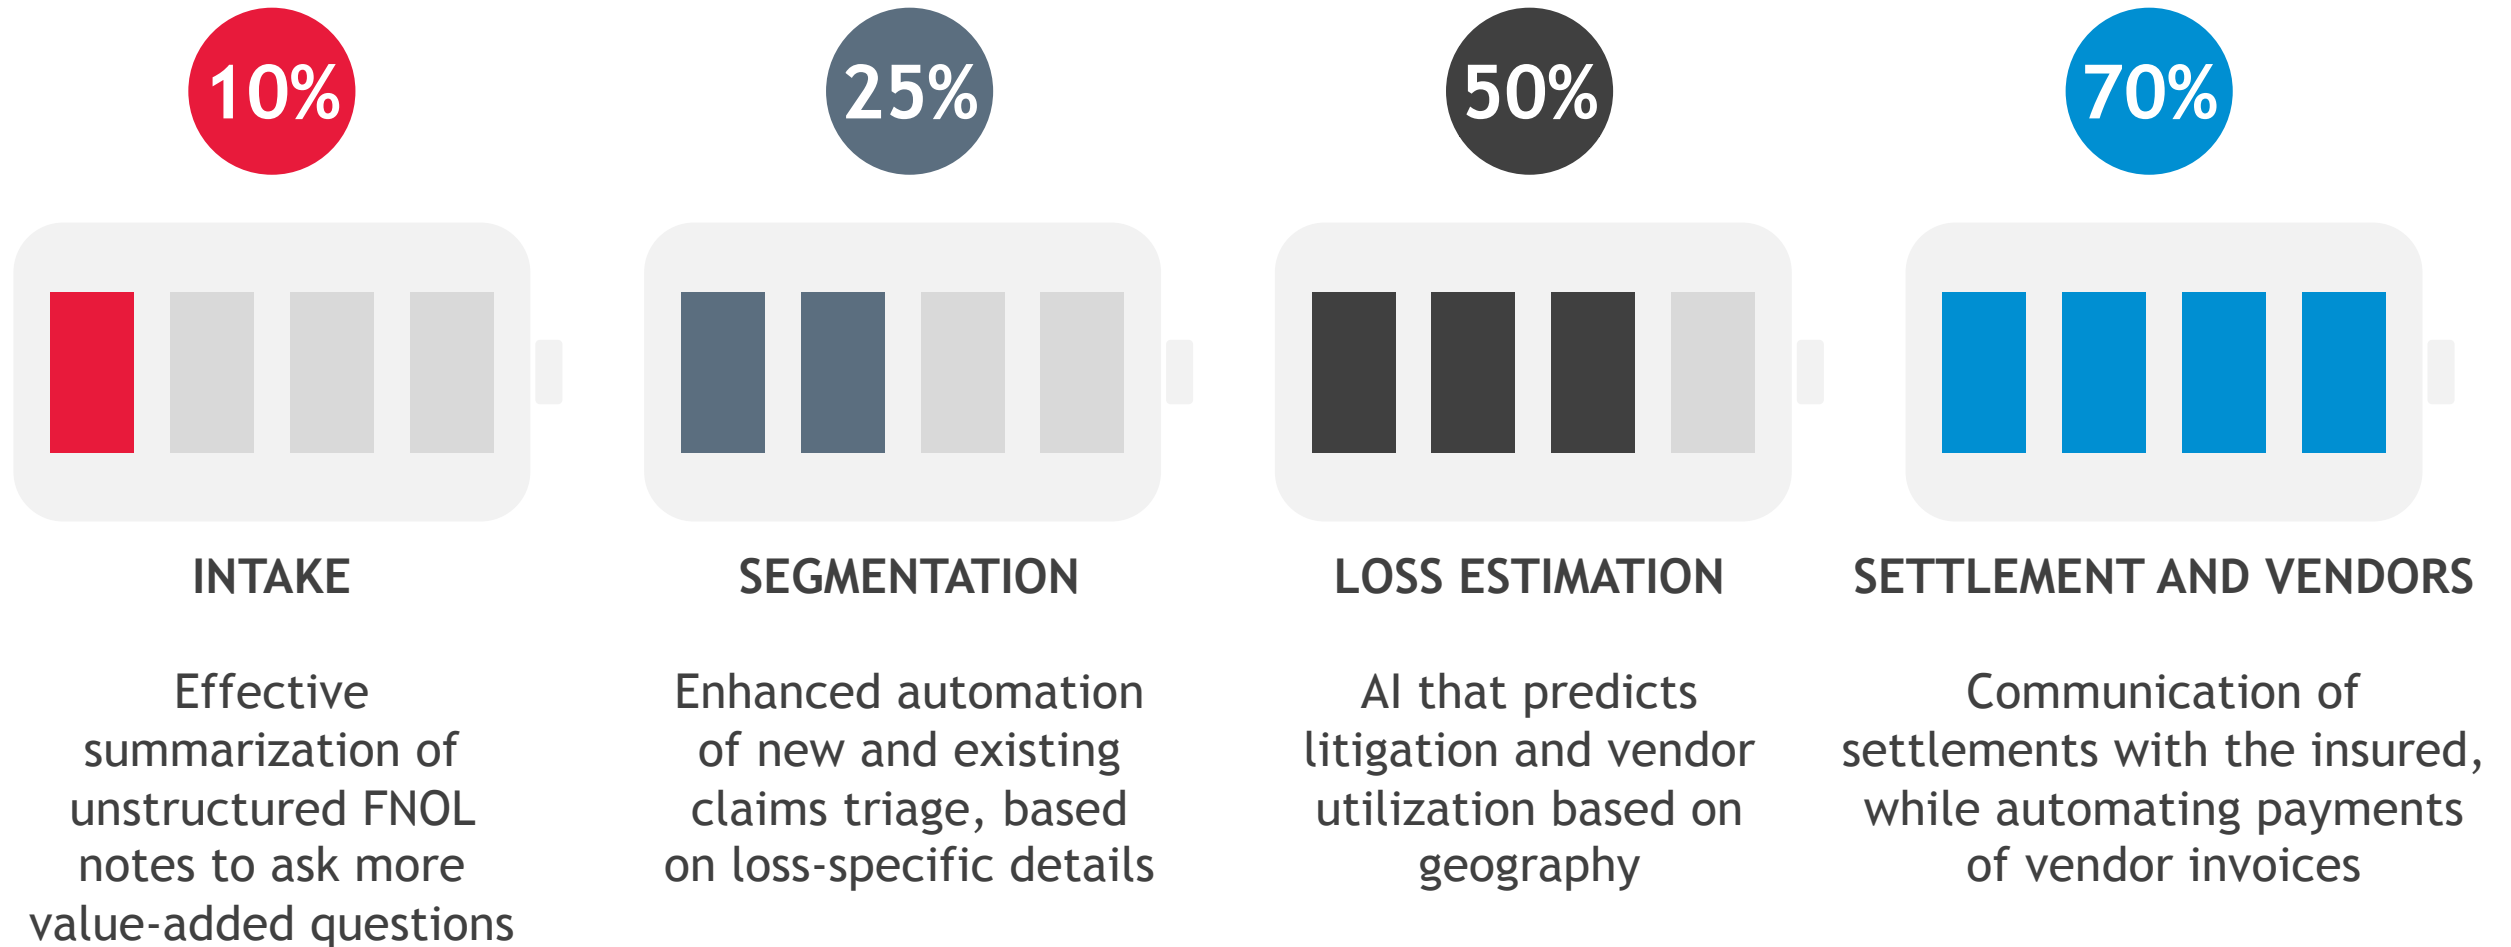 10%
25%
50%
70%
INTAKE
Effective
summarization of
unstructured FNOL
notes to ask more
value-added questions
SEGMENTATION
Enhanced automation
of new and existing
claims triage, based
on loss-specific details
LOSS ESTIMATION
AI that predicts
litigation and vendor
utilization based on
geography
SETTLEMENT AND VENDORS
Communication of
settlements with the insured,
while automating payments
of vendor invoices